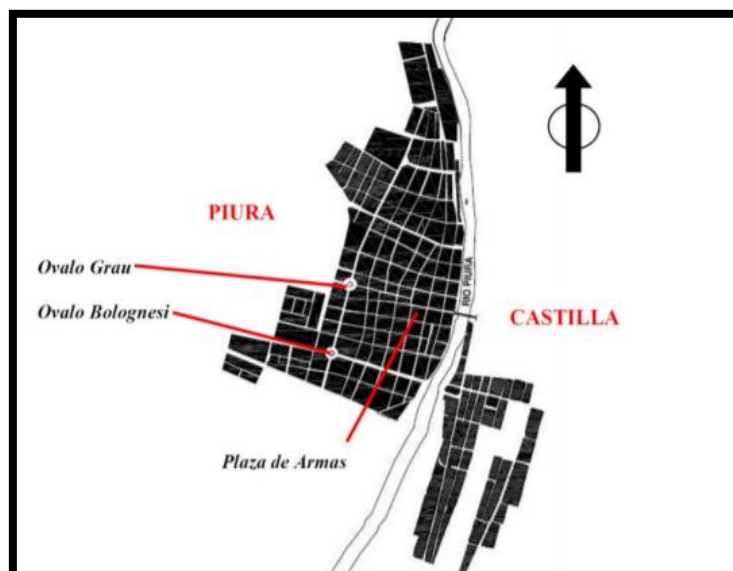 PIURA
Ovalo Grau
Ovalo Bolognesi
RIO PIURA
CASTILLA
Plaza de Armas